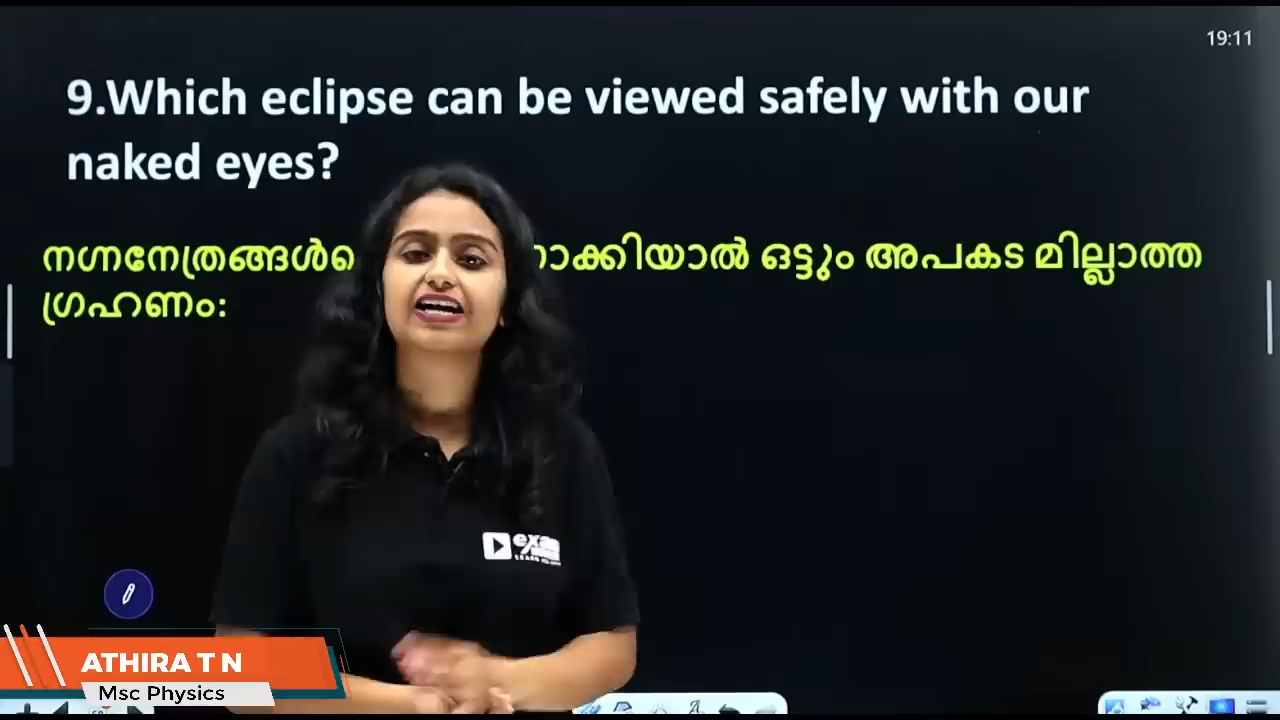 19:11
9.Which eclipse can be viewed safely with our
naked eyes?
നഗ്നനേത്രങ്ങൾ ഒട്ടും അപകട മില്ലാത്ത
ഗ്രഹണം:
exam
ATHIRA T N
Msc Physics